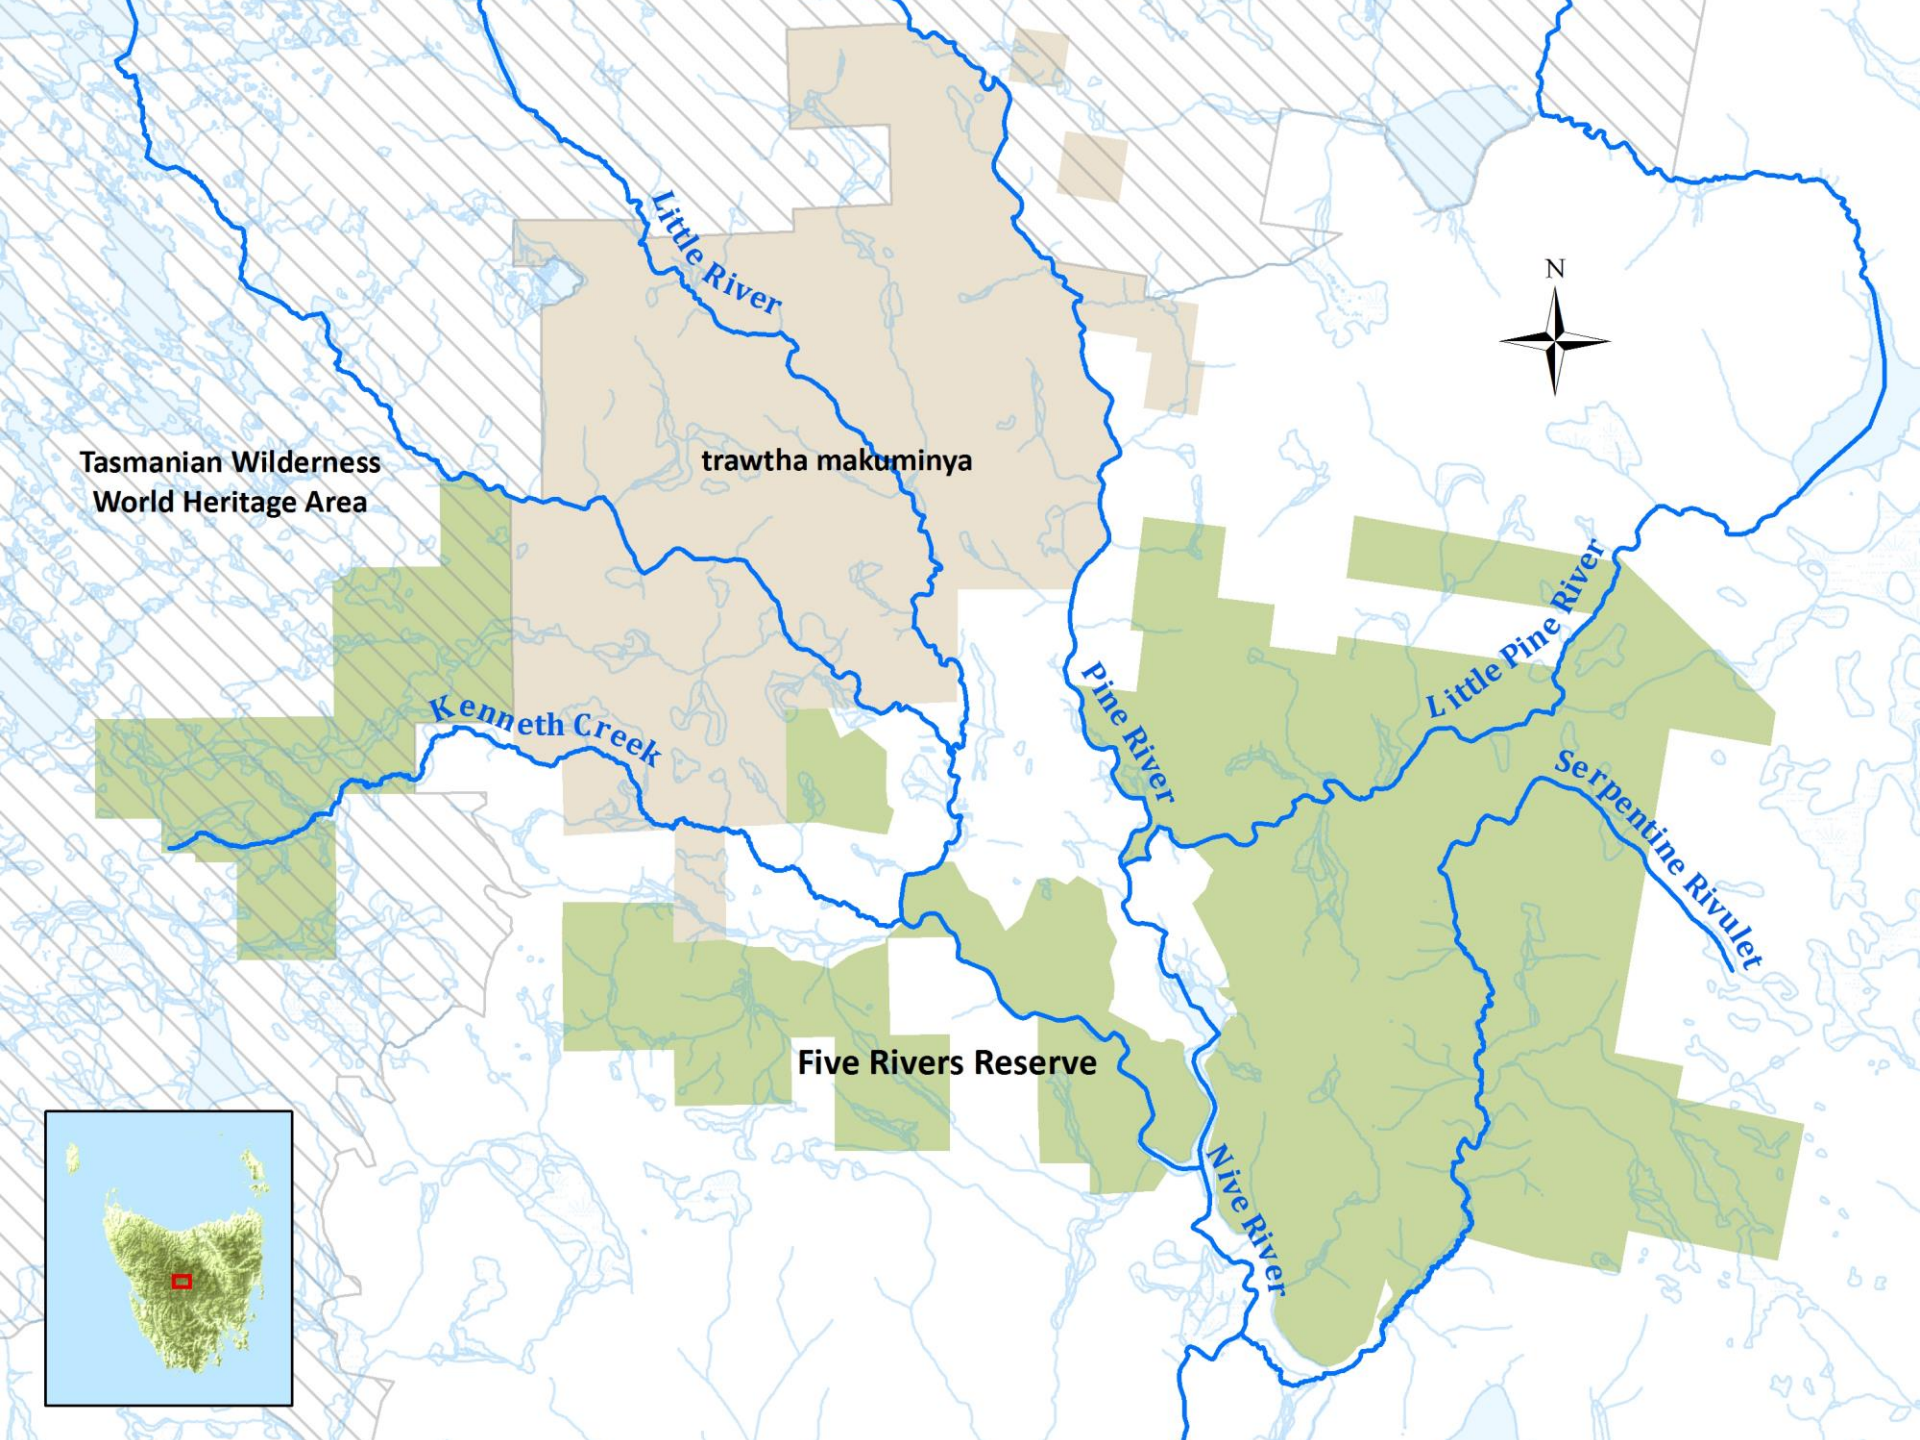 N
Little River
trawtha makuminya
Tasmanian Wilderness
World Heritage Area
Little Pine River
Pine River
Kenneth Creek
Serpentine Rivulet
Five Rivers Reserve
Nive River